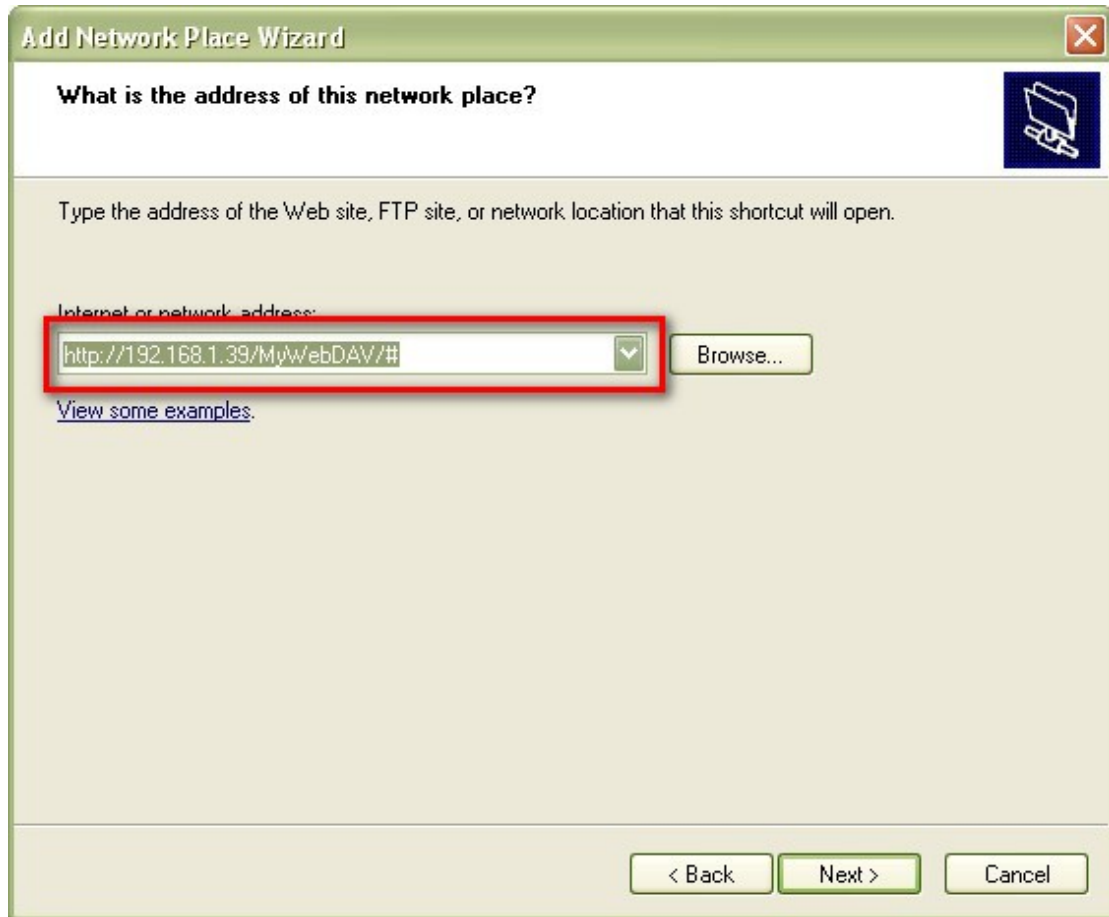 Add Network Place Wizard
What is the address of this network place?
Type the address of the Web site, FTP site, or network location that this shortcut will open.
Internet or network address:
http://192.168.1.39/MyWebDAV/#
Browse...
View some examples.
< Back
Next >
Cancel